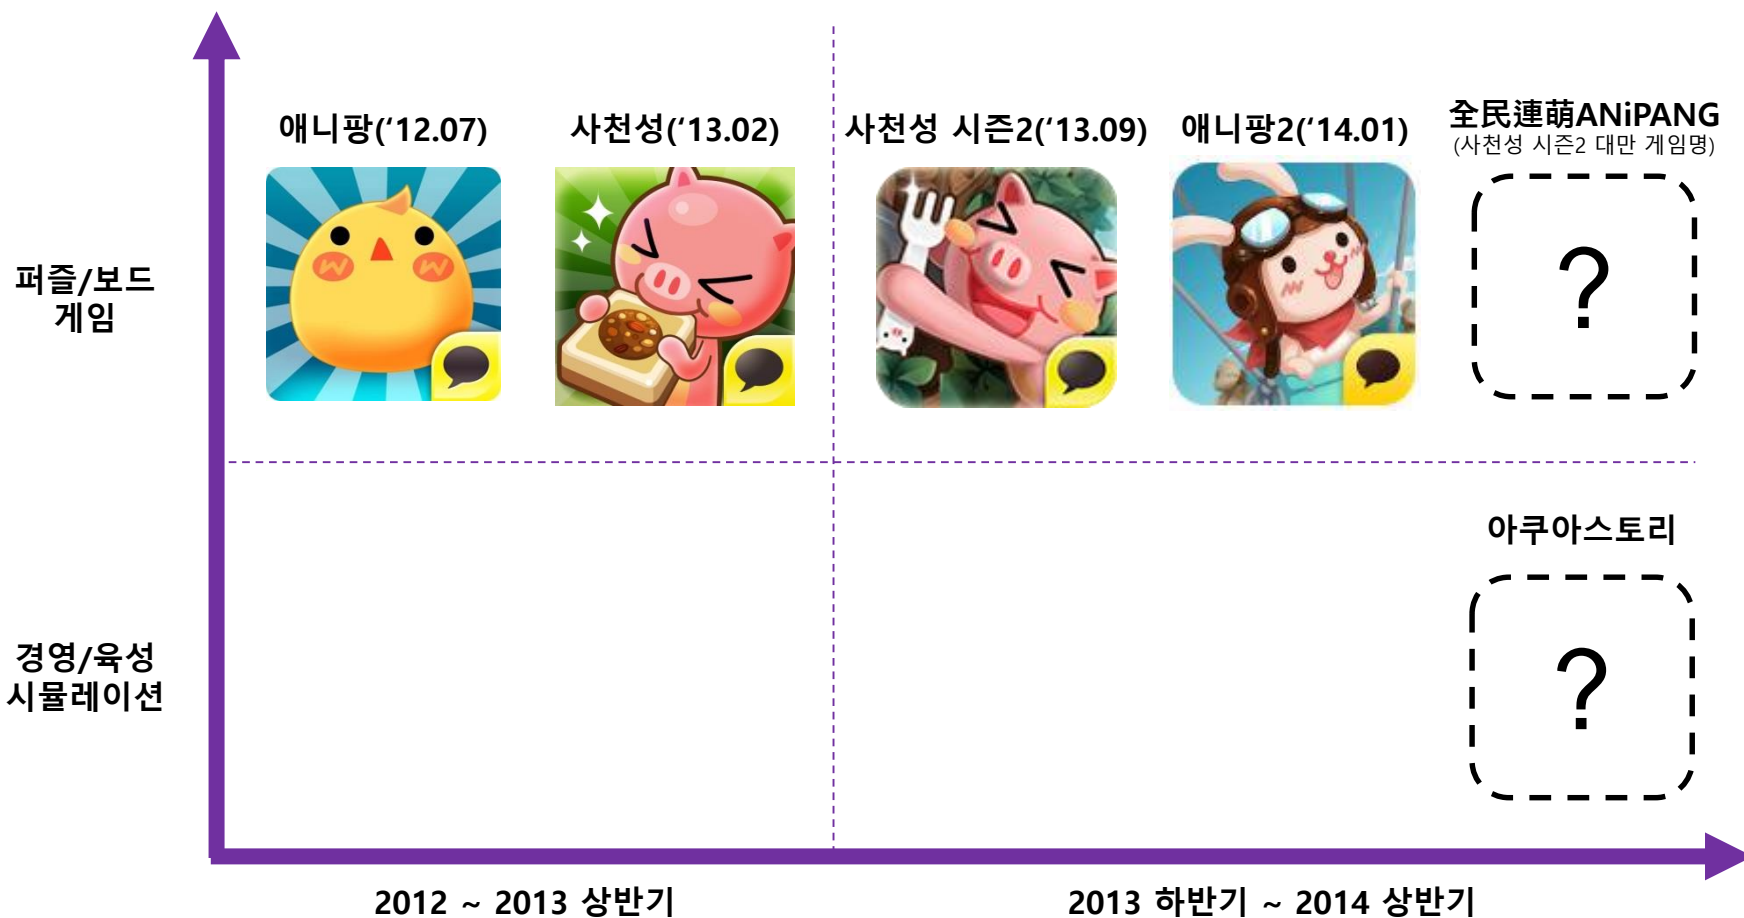 애니팡(‘12.07)
사천성(‘13.02)
사천성 시즌2(‘13.09)
애니팡2(‘14.01)
全民連萌ANiPANG
(사천성 시즌2 대만 게임명)
?
퍼즐/보드
게임
아쿠아스토리
?
경영/육성
시뮬레이션
2012 ~ 2013 상반기
2013 하반기 ~ 2014 상반기